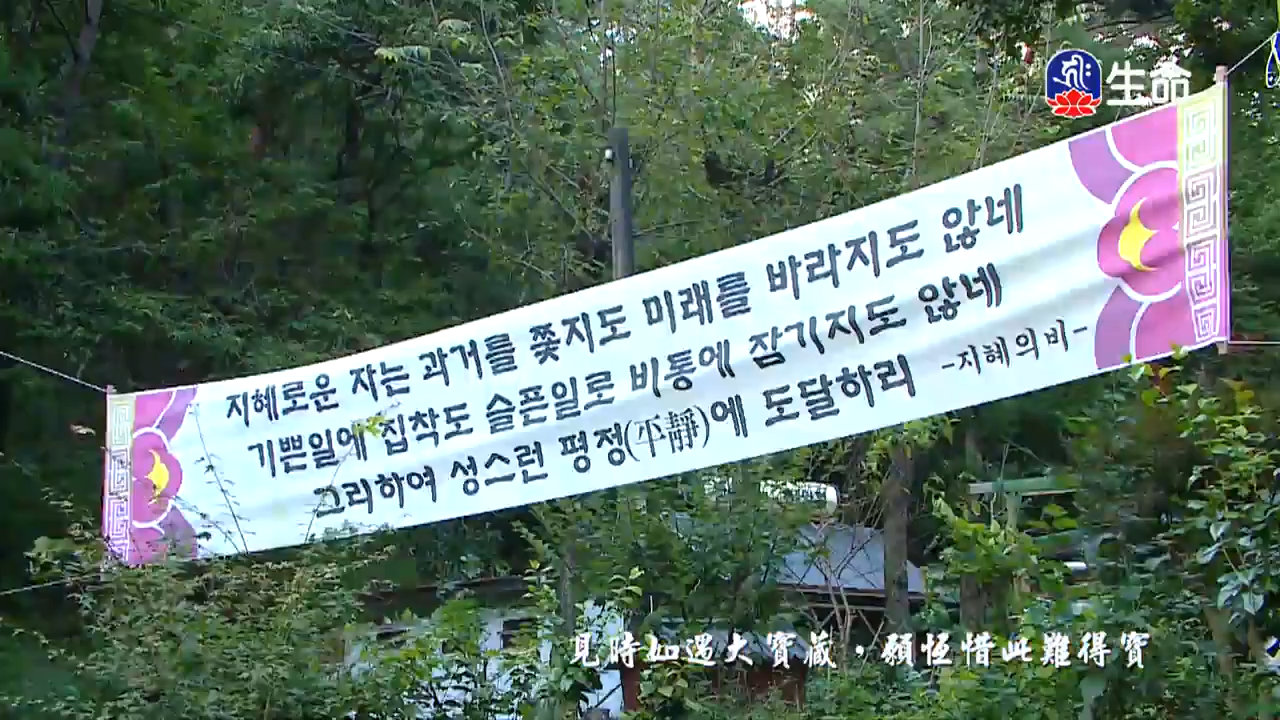 生命
지혜로운 자는 과거를 쫓지도 미래를 바라지도 않네
기쁜일에 집착도 슬픈일로 비통에 잠기지도 않네
그리하여 성스런 평정(平靜)에 도달하리 -지혜의비-
見時如遇大寶藏，願恆惜此難得寶